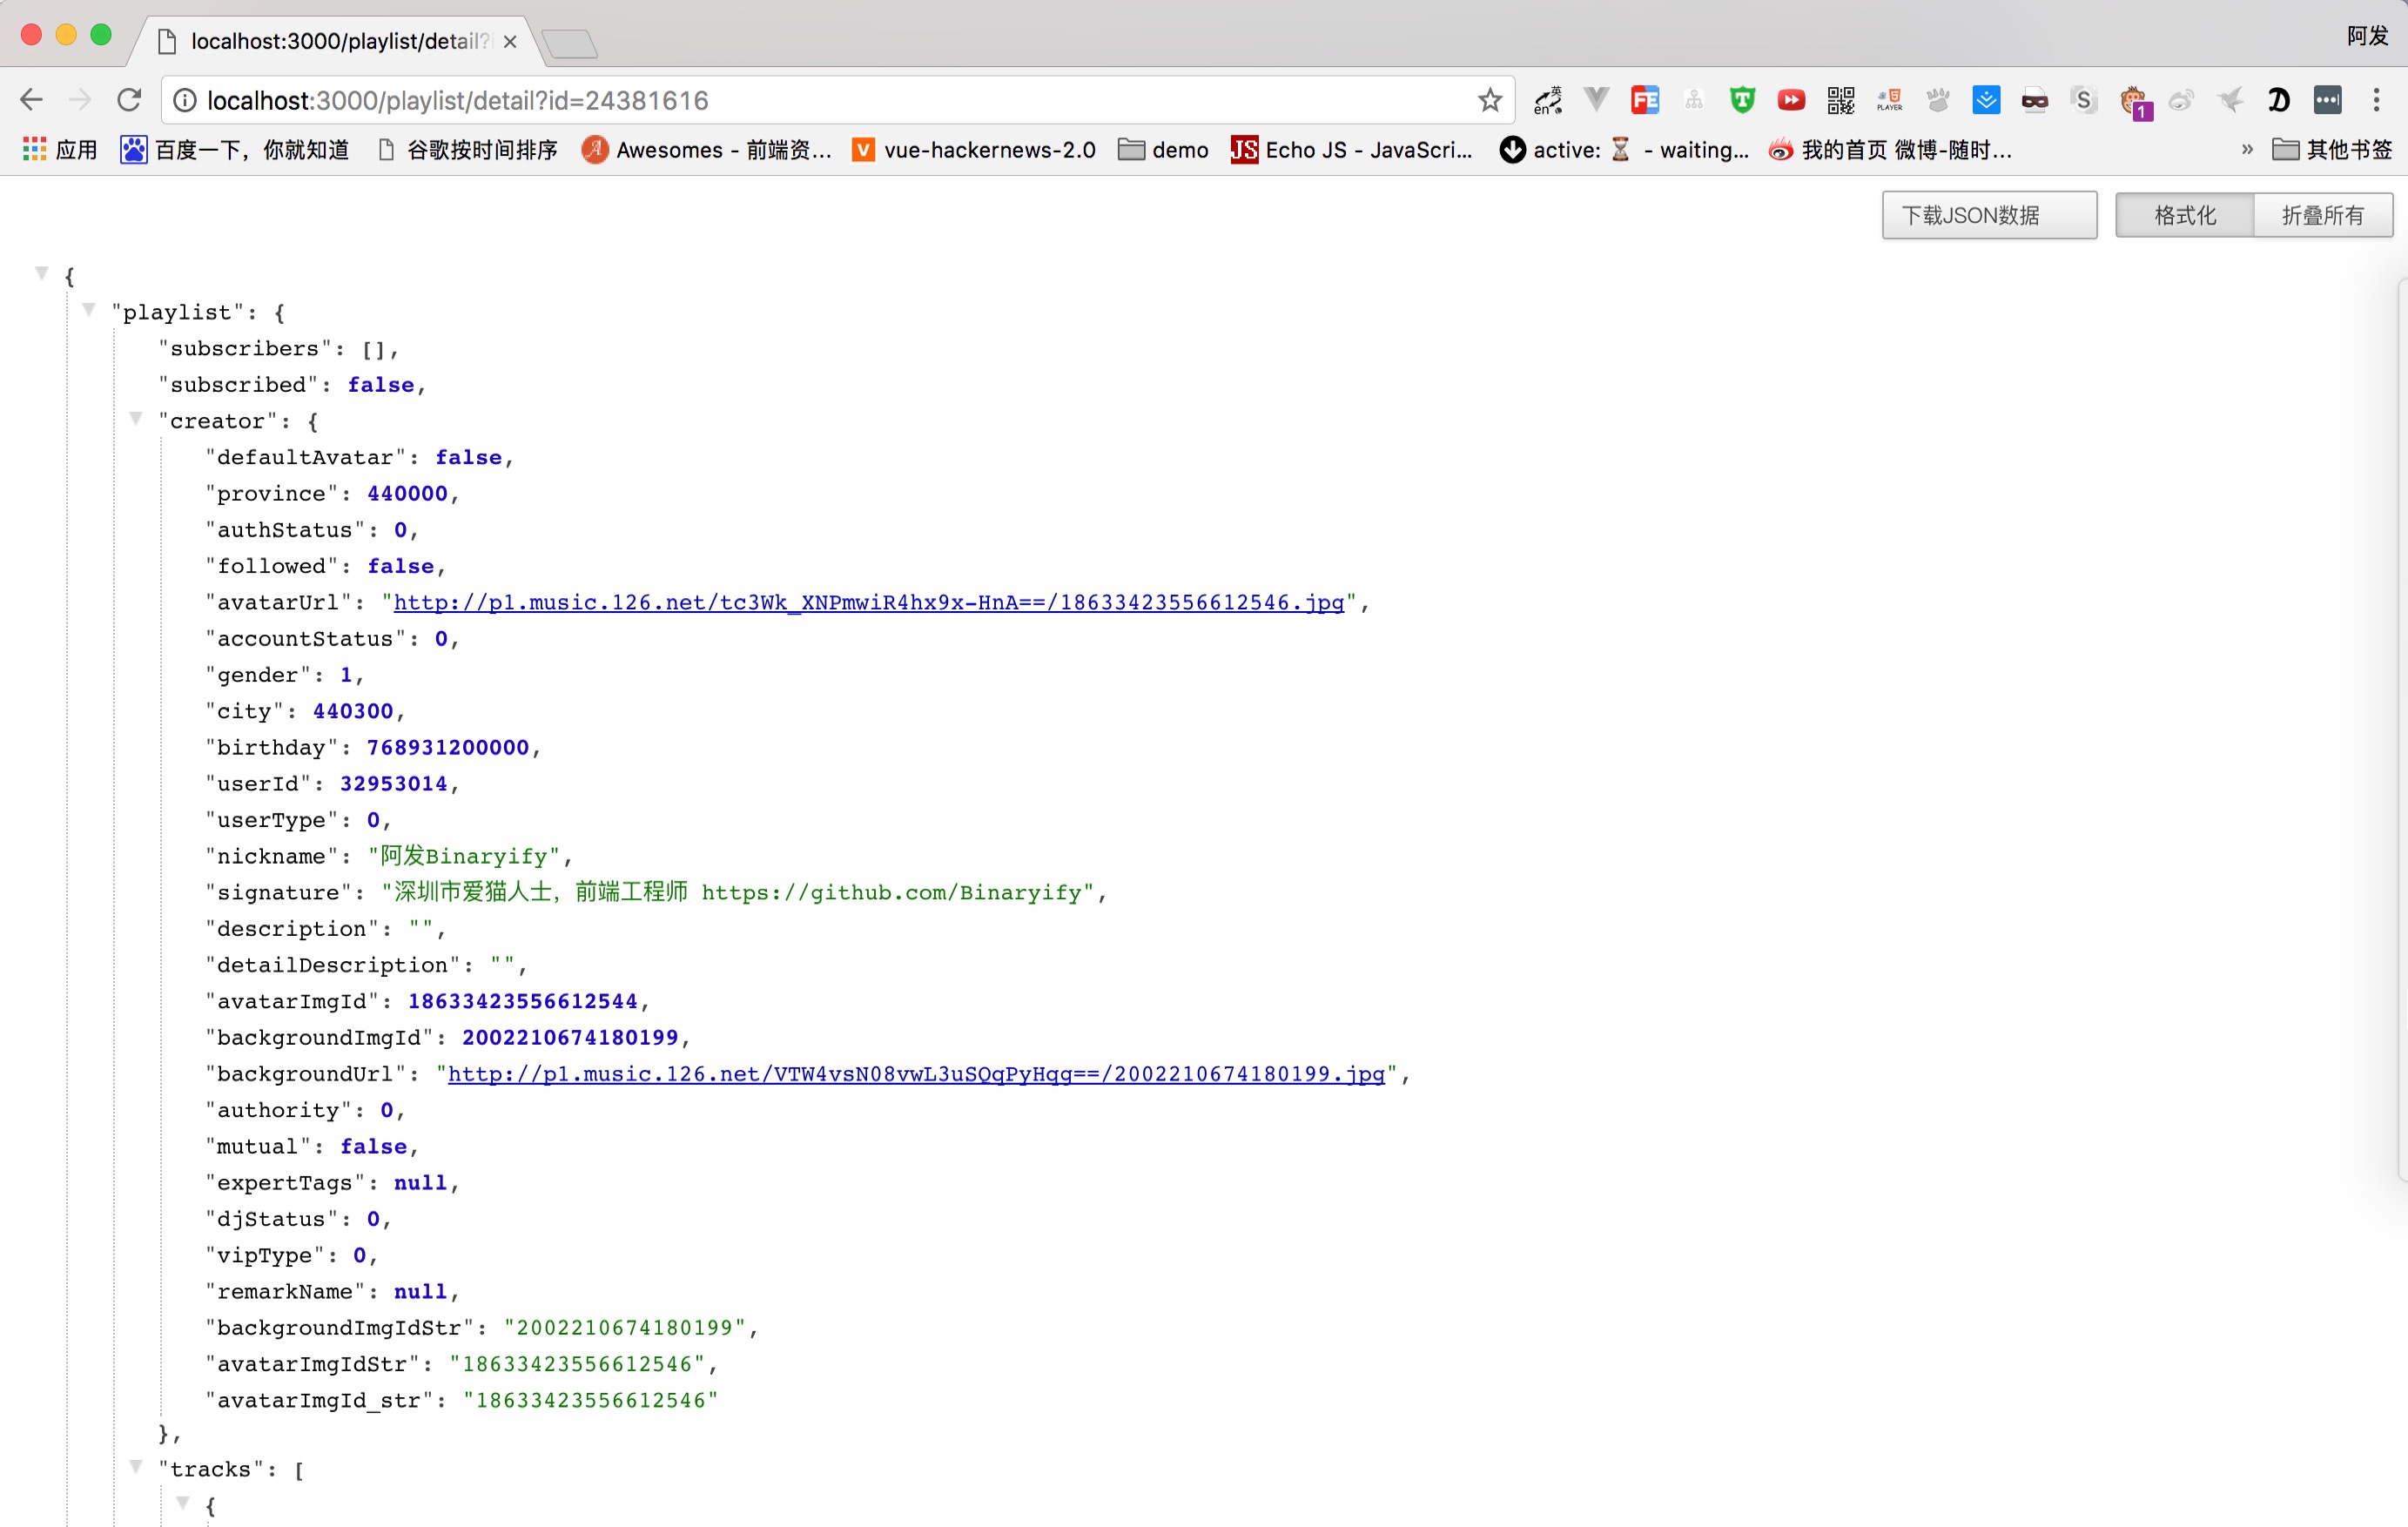 localhost:3000/playlist/detail?
阿发
localhost:3000/playlist/detail?id=24381616
应用 百度一下，你就知道 谷歌按时间排序 Awesomes - 前端资... vue-hackernews-2.0 demo Echo JS - JavaScri... active: ⏳ - waiting... 我的首页 微博-随时... » 其他书签
下载JSON数据 格式化 折叠所有
{
"playlist": {
"subscribers": [],
"subscribed": false,
"creator": {
"defaultAvatar": false,
"province": 440000,
"authStatus": 0,
"followed": false,
"avatarUrl": "http://p1.music.126.net/tc3Wk_XNPmwiR4hx9x-HnA==/18633423556612546.jpg",
"accountStatus": 0,
"gender": 1,
"city": 440300,
"birthday": 768931200000,
"userId": 32953014,
"userType": 0,
"nickname": "阿发Binaryify",
"signature": "深圳市爱猫人士，前端工程师 https://github.com/Binaryify",
"description": "",
"detailDescription": "",
"avatarImgId": 18633423556612544,
"backgroundImgId": 2002210674180199,
"backgroundUrl": "http://p1.music.126.net/VTW4vsN08vwL3uSQqPyHqg==/2002210674180199.jpg",
"authority": 0,
"mutual": false,
"expertTags": null,
"djStatus": 0,
"vipType": 0,
"remarkName": null,
"backgroundImgIdStr": "2002210674180199",
"avatarImgIdStr": "18633423556612546",
"avatarImgId_str": "18633423556612546"
},
"tracks": [
{